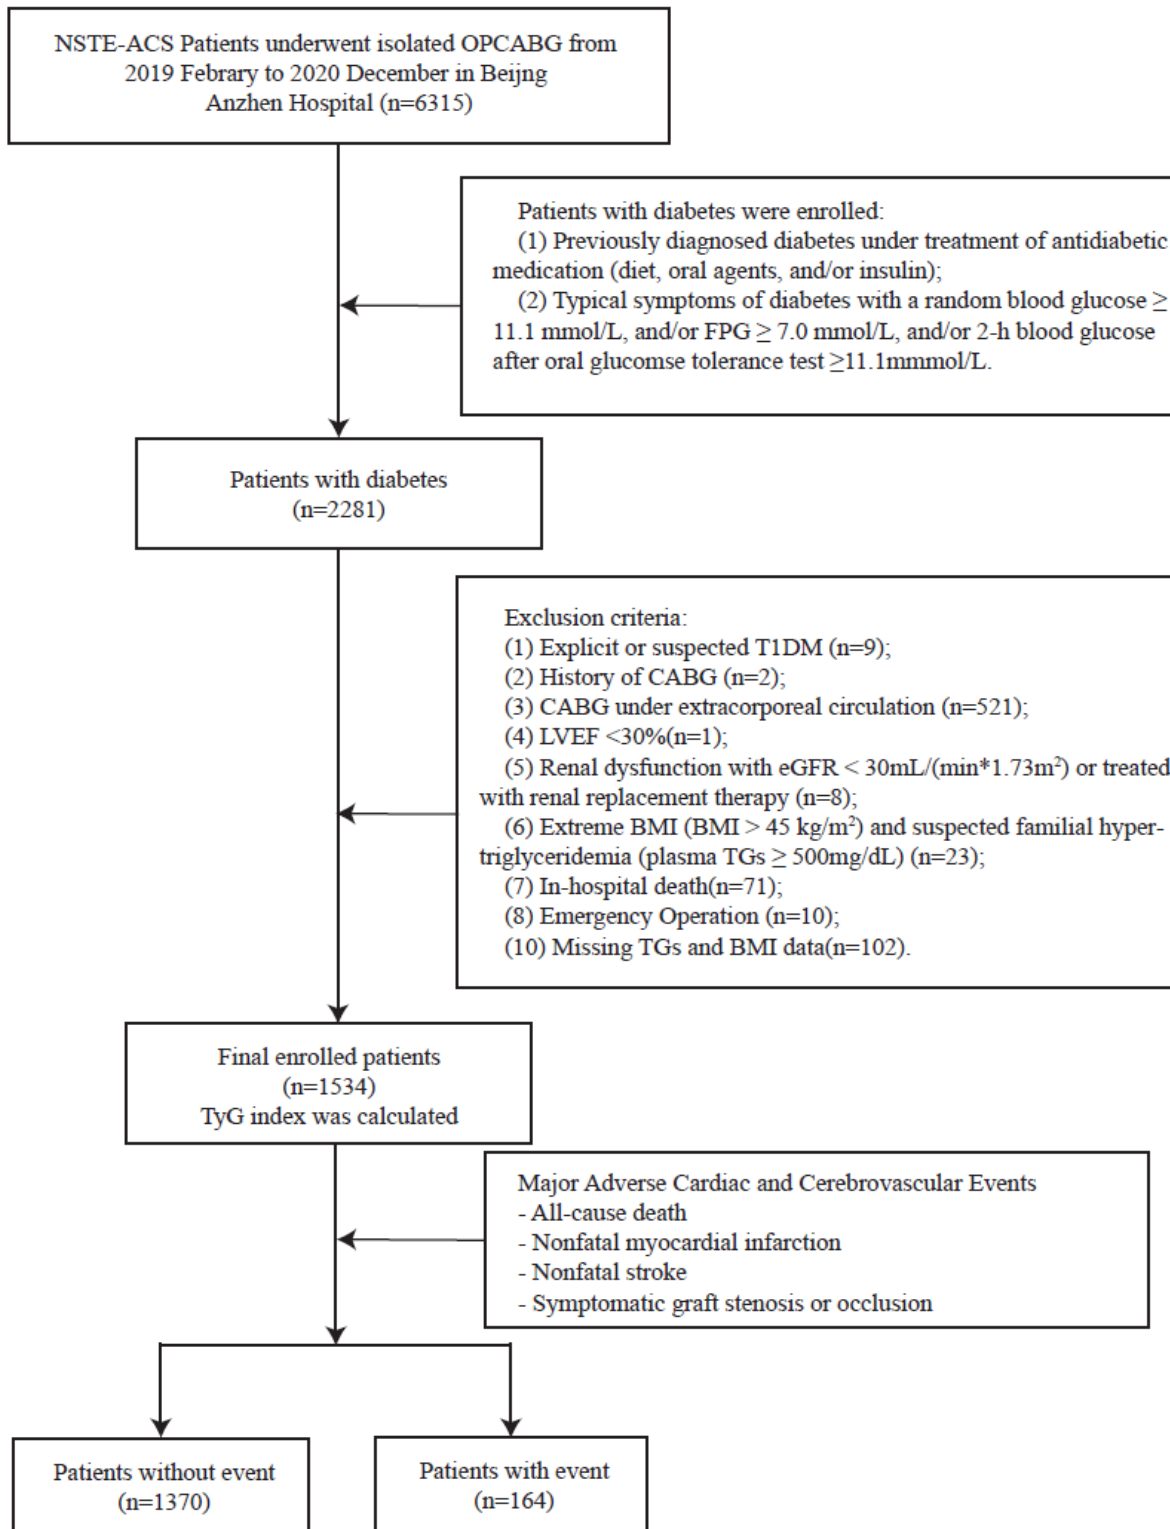 NSTE-ACS Patients underwent isolated OPCABG from
2019 Febrary to 2020 December in Beijng
Anzhen Hospital (n=6315)
Patients with diabetes were enrolled:
(1) Previously diagnosed diabetes under treatment of antidiabetic
medication (diet, oral agents, and/or insulin);
(2) Typical symptoms of diabetes with a random blood glucose ≥
11.1 mmol/L, and/or FPG ≥ 7.0 mmol/L, and/or 2-h blood glucose
after oral glucomse tolerance test ≥11.1mmmol/L.
Patients with diabetes
(n=2281)
Exclusion criteria:
(1) Explicit or suspected T1DM (n=9);
(2) History of CABG (n=2);
(3) CABG under extracorporeal circulation (n=521);
(4) LVEF <30%(n=1);
(5) Renal dysfunction with eGFR < 30mL/(min*1.73m²) or treated
with renal replacement therapy (n=8);
(6) Extreme BMI (BMI > 45 kg/m²) and suspected familial hyper-
triglyceridemia (plasma TGs ≥ 500mg/dL) (n=23);
(7) In-hospital death(n=71);
(8) Emergency Operation (n=10);
(10) Missing TGs and BMI data(n=102).
Final enrolled patients
(n=1534)
TyG index was calculated
Major Adverse Cardiac and Cerebrovascular Events
- All-cause death
- Nonfatal myocardial infarction
- Nonfatal stroke
- Symptomatic graft stenosis or occlusion
Patients without event
(n=1370)
Patients with event
(n=164)